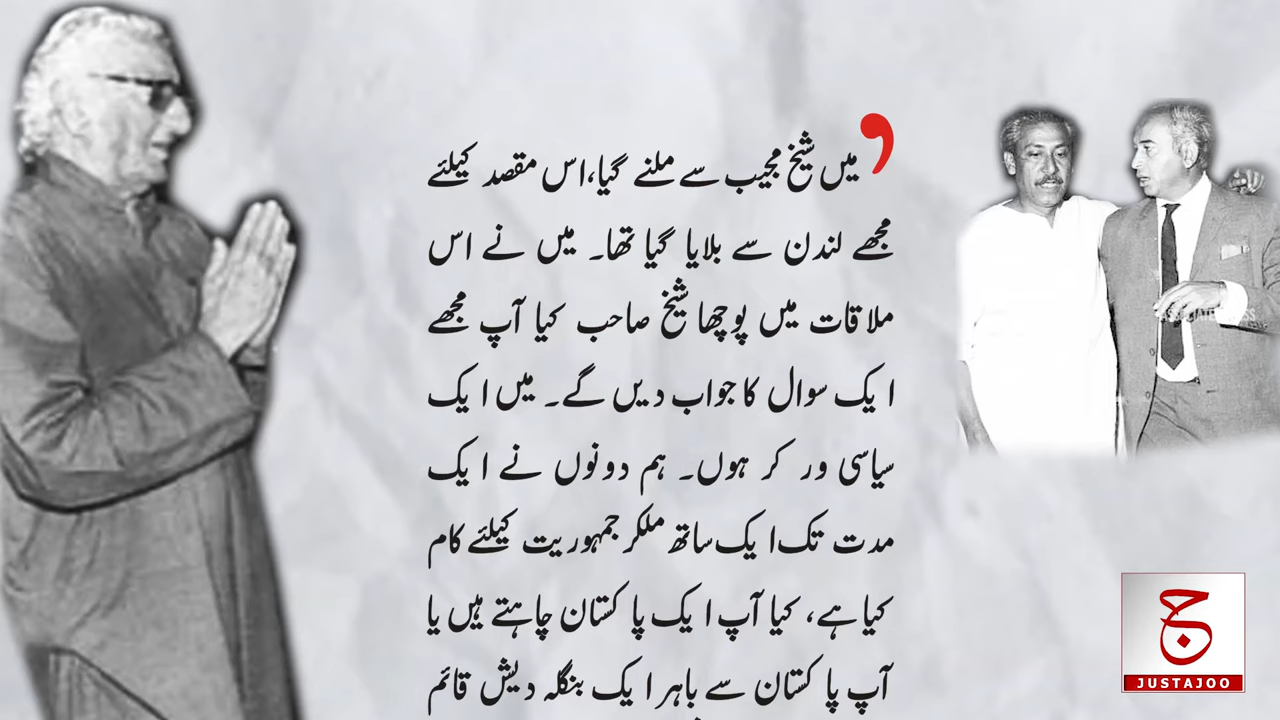 ’
میں شیخ مجیب سے ملنے گیا،اس مقصد کیلئے
مجھے لندن سے بلایا گیا تھا۔ میں نے اس
ملاقات میں پوچھا شیخ صاحب کیا آپ مجھے
ایک سوال کا جواب دیں گے۔ میں ایک
سیاسی ور کر ہوں۔ ہم دونوں نے ایک
مدت تک ایک ساتھ ملکر جمہوریت کیلئے کام
کیا ہے، کیا آپ ایک پاکستان چاہتے ہیں یا
آپ پاکستان سے باہر ایک بنگلہ دیش قائم
ج
JUSTAJOO